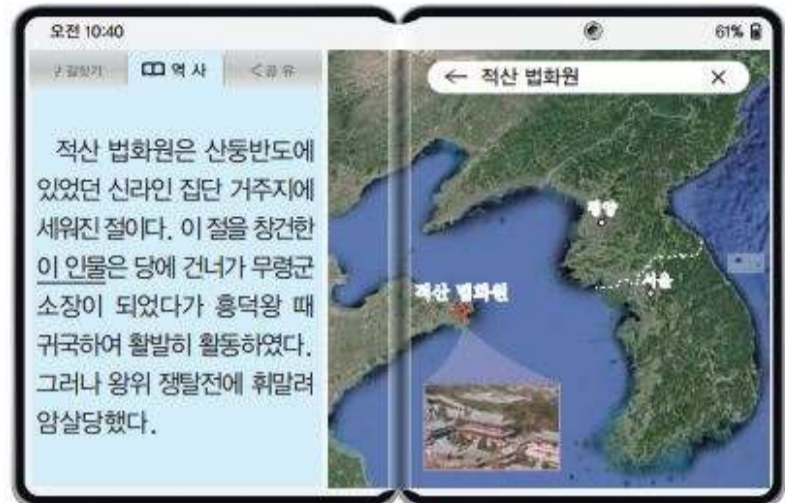 오전 10:40
61%
길찾기
역 사
공 유
적산 법화원은 산둥반도에
있었던 신라인 집단 거주지에
세워진 절이다. 이 절을 창건한
이 인물은 당에 건너가 무령군
소장이 되었다가 흥덕왕 때
귀국하여 활발히 활동하였다.
그러나 왕위 쟁탈전에 휘말려
암살당했다.
← 적산 법화원 ×
평양
서울
적산 법화원